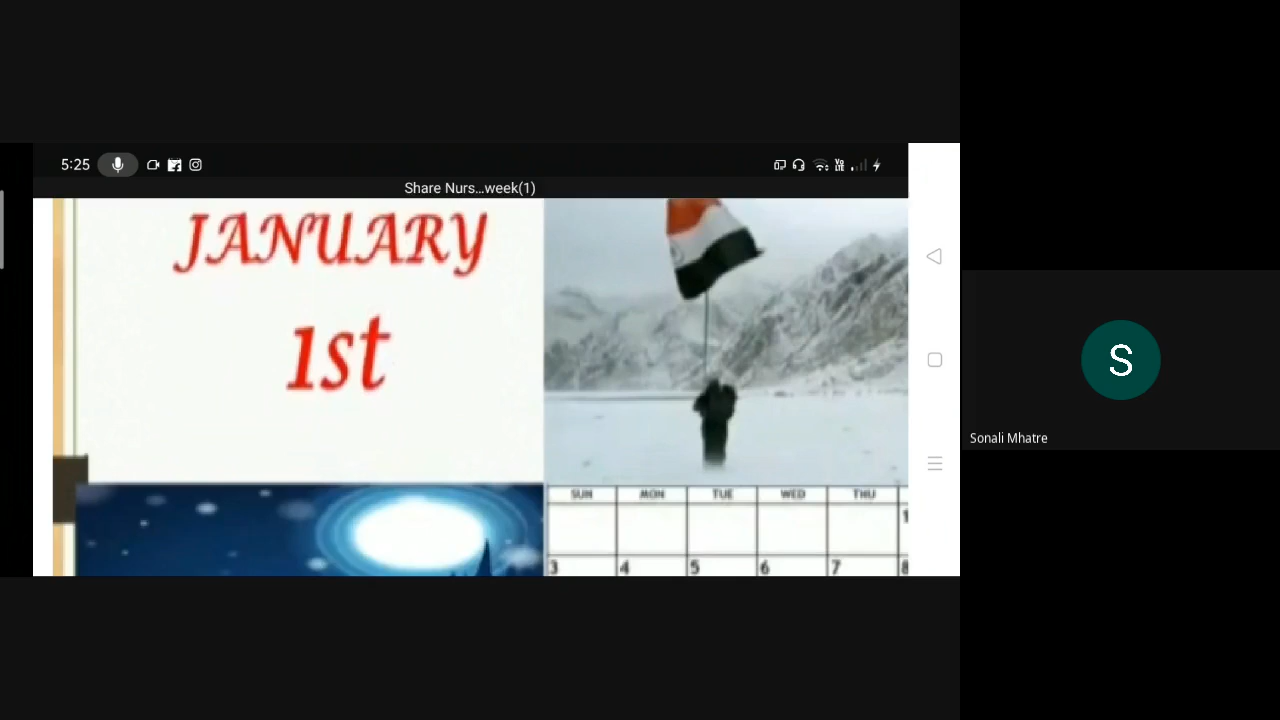 5:25
Share Nurs...week(1)
JANUARY
1st
SUN MON TUE WED THU
1
3 4 5 6 7 8
S
Sonali Mhatre